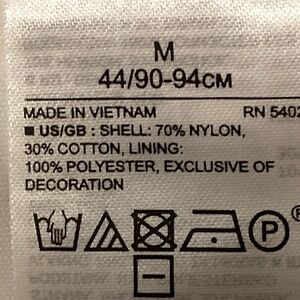 M
44/90-94CM
MADE IN VIETNAM RN 5402
■ US/GB : SHELL: 70% NYLON,
30% COTTON, LINING:
100% POLYESTER, EXCLUSIVE OF
DECORATION
P